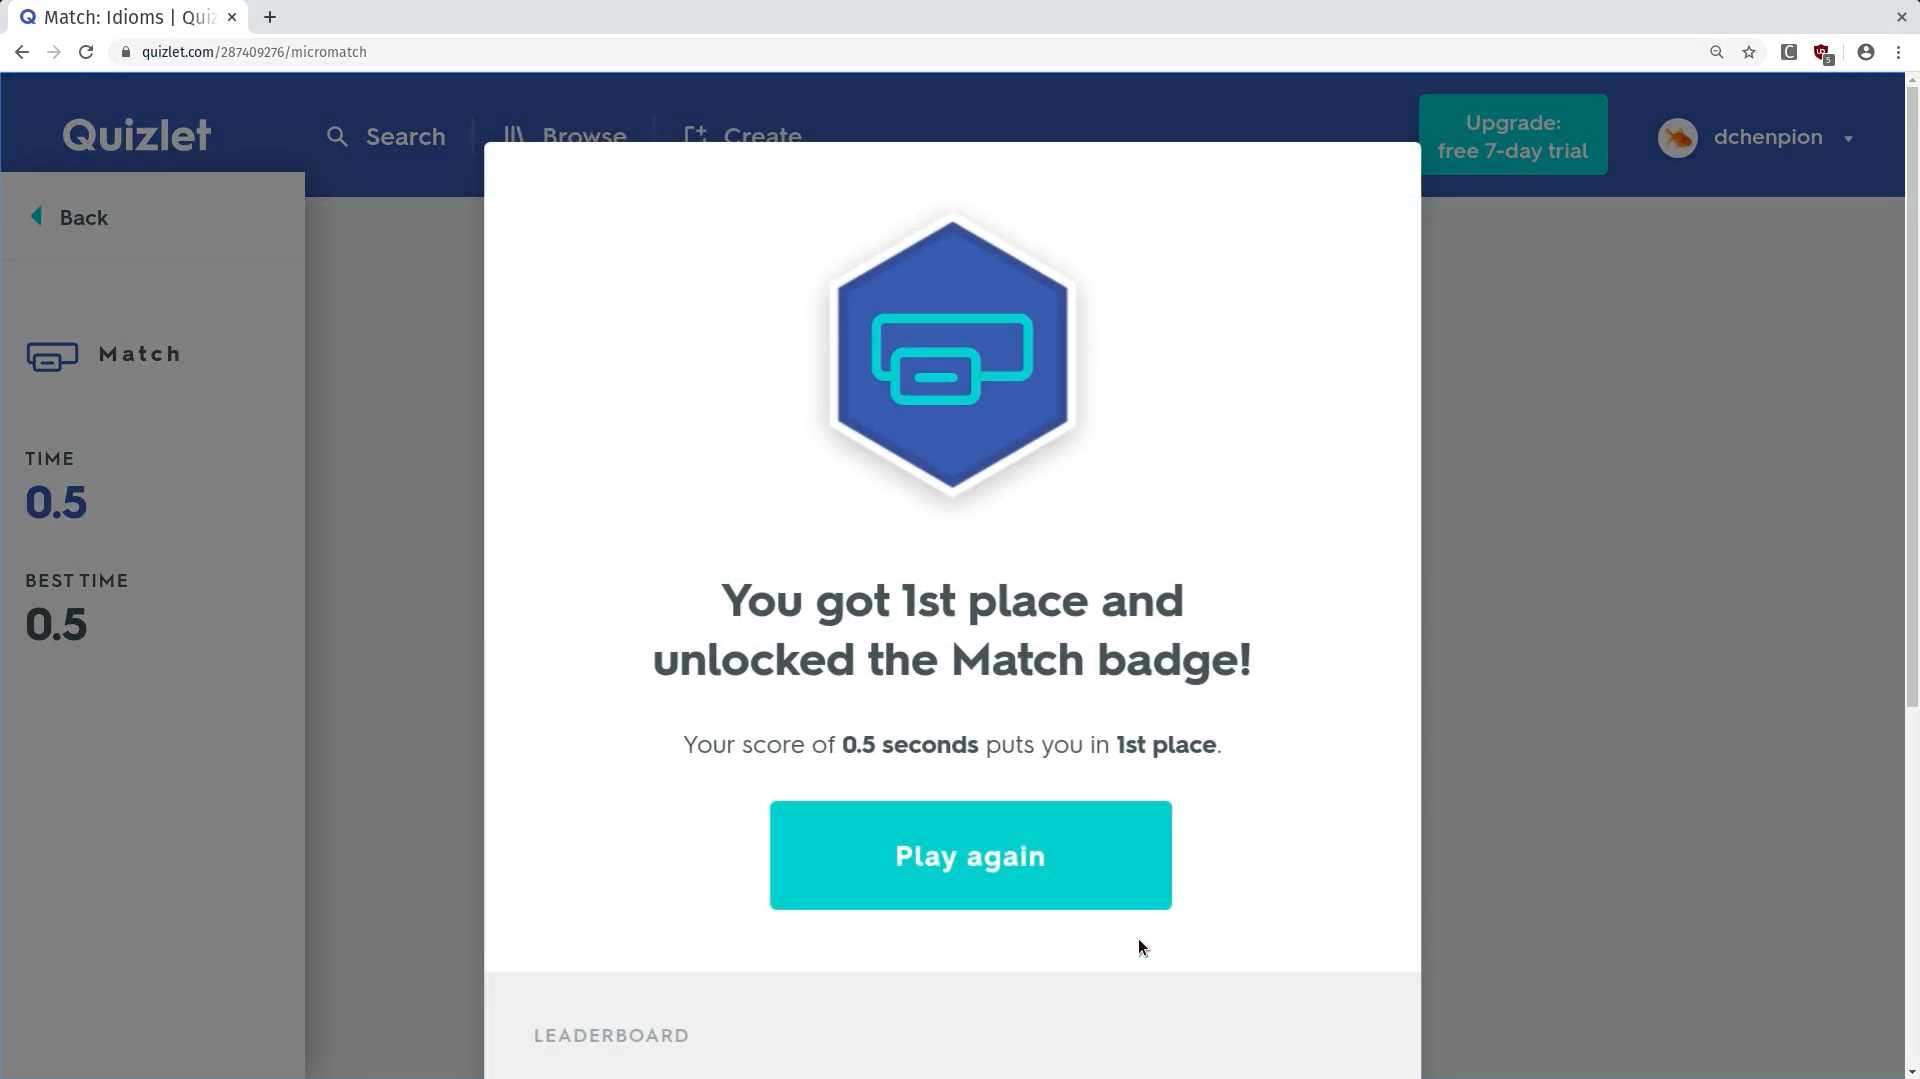 Match: Idioms | Quiz
quizlet.com/287409276/micromatch
5
Quizlet
Search
Browse
Create
Upgrade:
free 7-day trial
dchenpion
Back
Match
TIME
0.5
BEST TIME
0.5
You got 1st place and
unlocked the Match badge!
Your score of 0.5 seconds puts you in 1st place.
Play again
LEADERBOARD